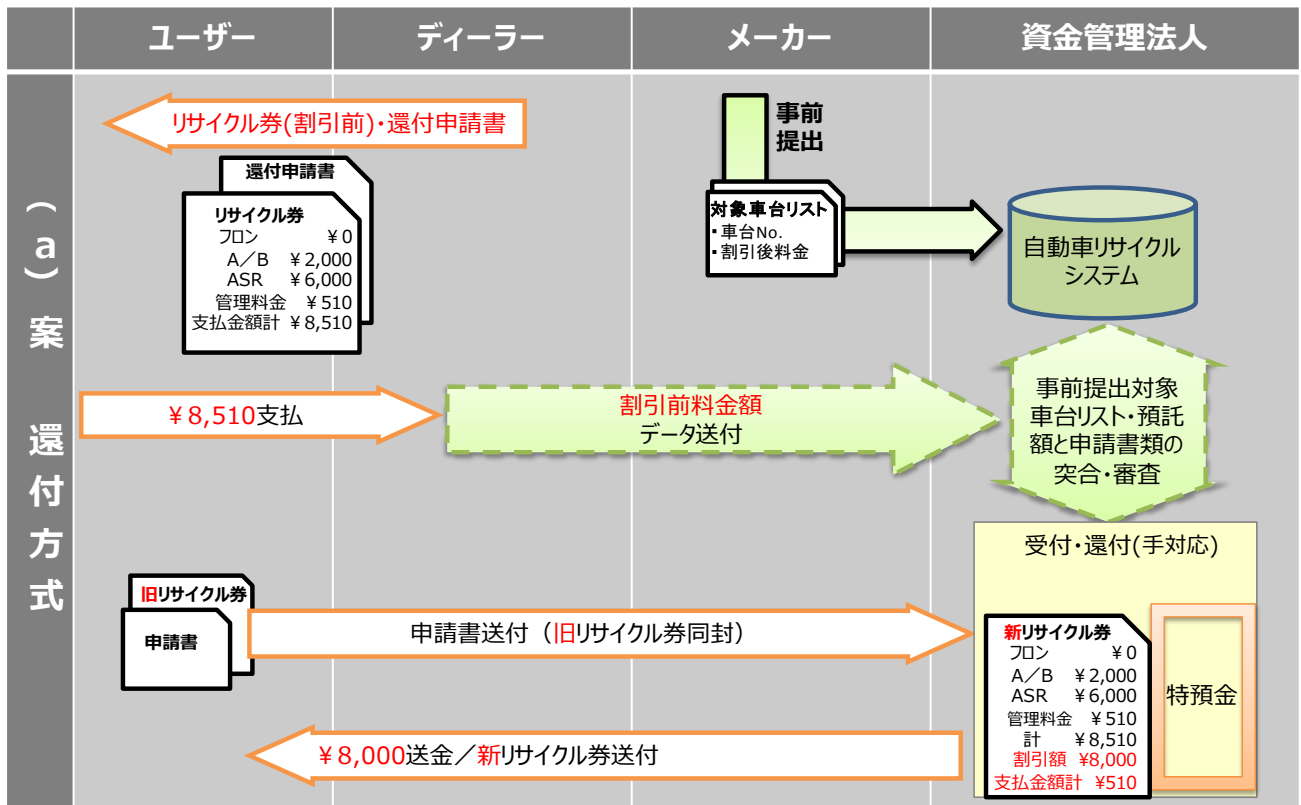 ユーザー
ディーラー
メーカー
資金管理法人
(a)案 還付方式
リサイクル券(割引前)・還付申請書
還付申請書
リサイクル券
フロン ¥0
A/B ¥2,000
ASR ¥6,000
管理料金 ¥510
支払金額計 ¥8,510
事前
提出
対象車台リスト
▪車台No.
▪割引後料金
自動車リサイクル
システム
¥8,510支払
割引前料金額
データ送付
事前提出対象
車台リスト・預託
額と申請書類の
突合・審査
受付・還付(手対応)
旧リサイクル券
申請書
申請書送付(旧リサイクル券同封)
新リサイクル券
フロン ¥0
A/B ¥2,000
ASR ¥6,000
管理料金 ¥510
計 ¥8,510
割引額 ¥8,000
支払金額計 ¥510
特預金
¥8,000送金/新リサイクル券送付